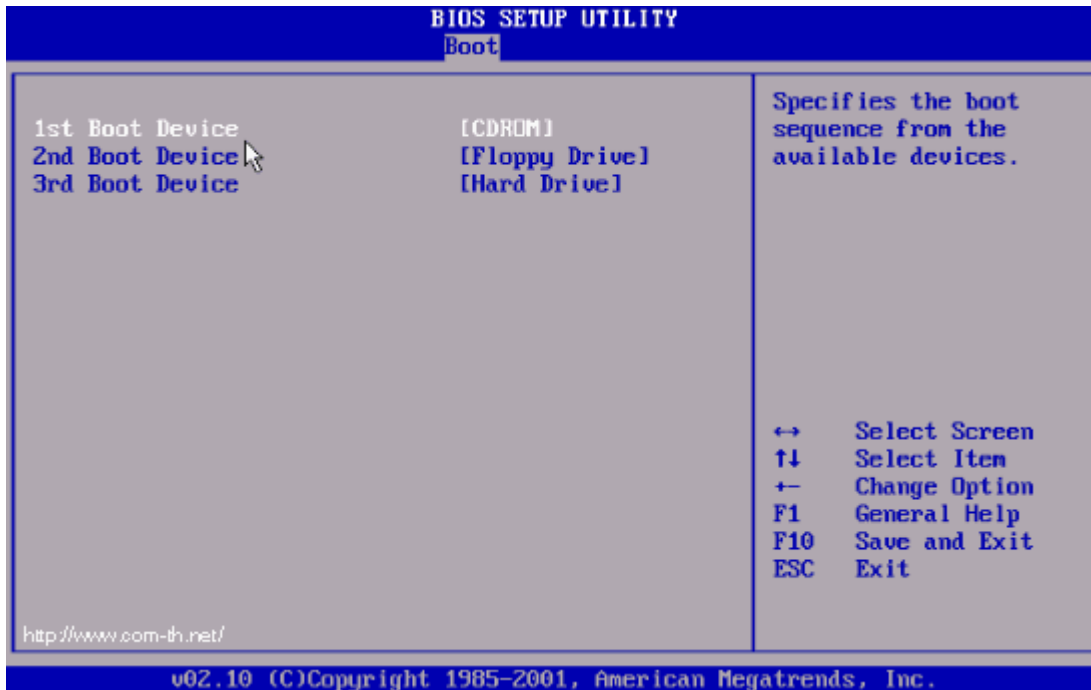 BIOS SETUP UTILITY
Boot
1st Boot Device [CDROM]
2nd Boot Device [Floppy Drive]
3rd Boot Device [Hard Drive]
Specifies the boot
sequence from the
available devices.
↔ Select Screen
↑↓ Select Item
+- Change Option
F1 General Help
F10 Save and Exit
ESC Exit
http://www.com-th.net/
v02.10 (C)Copyright 1985-2001, American Megatrends, Inc.